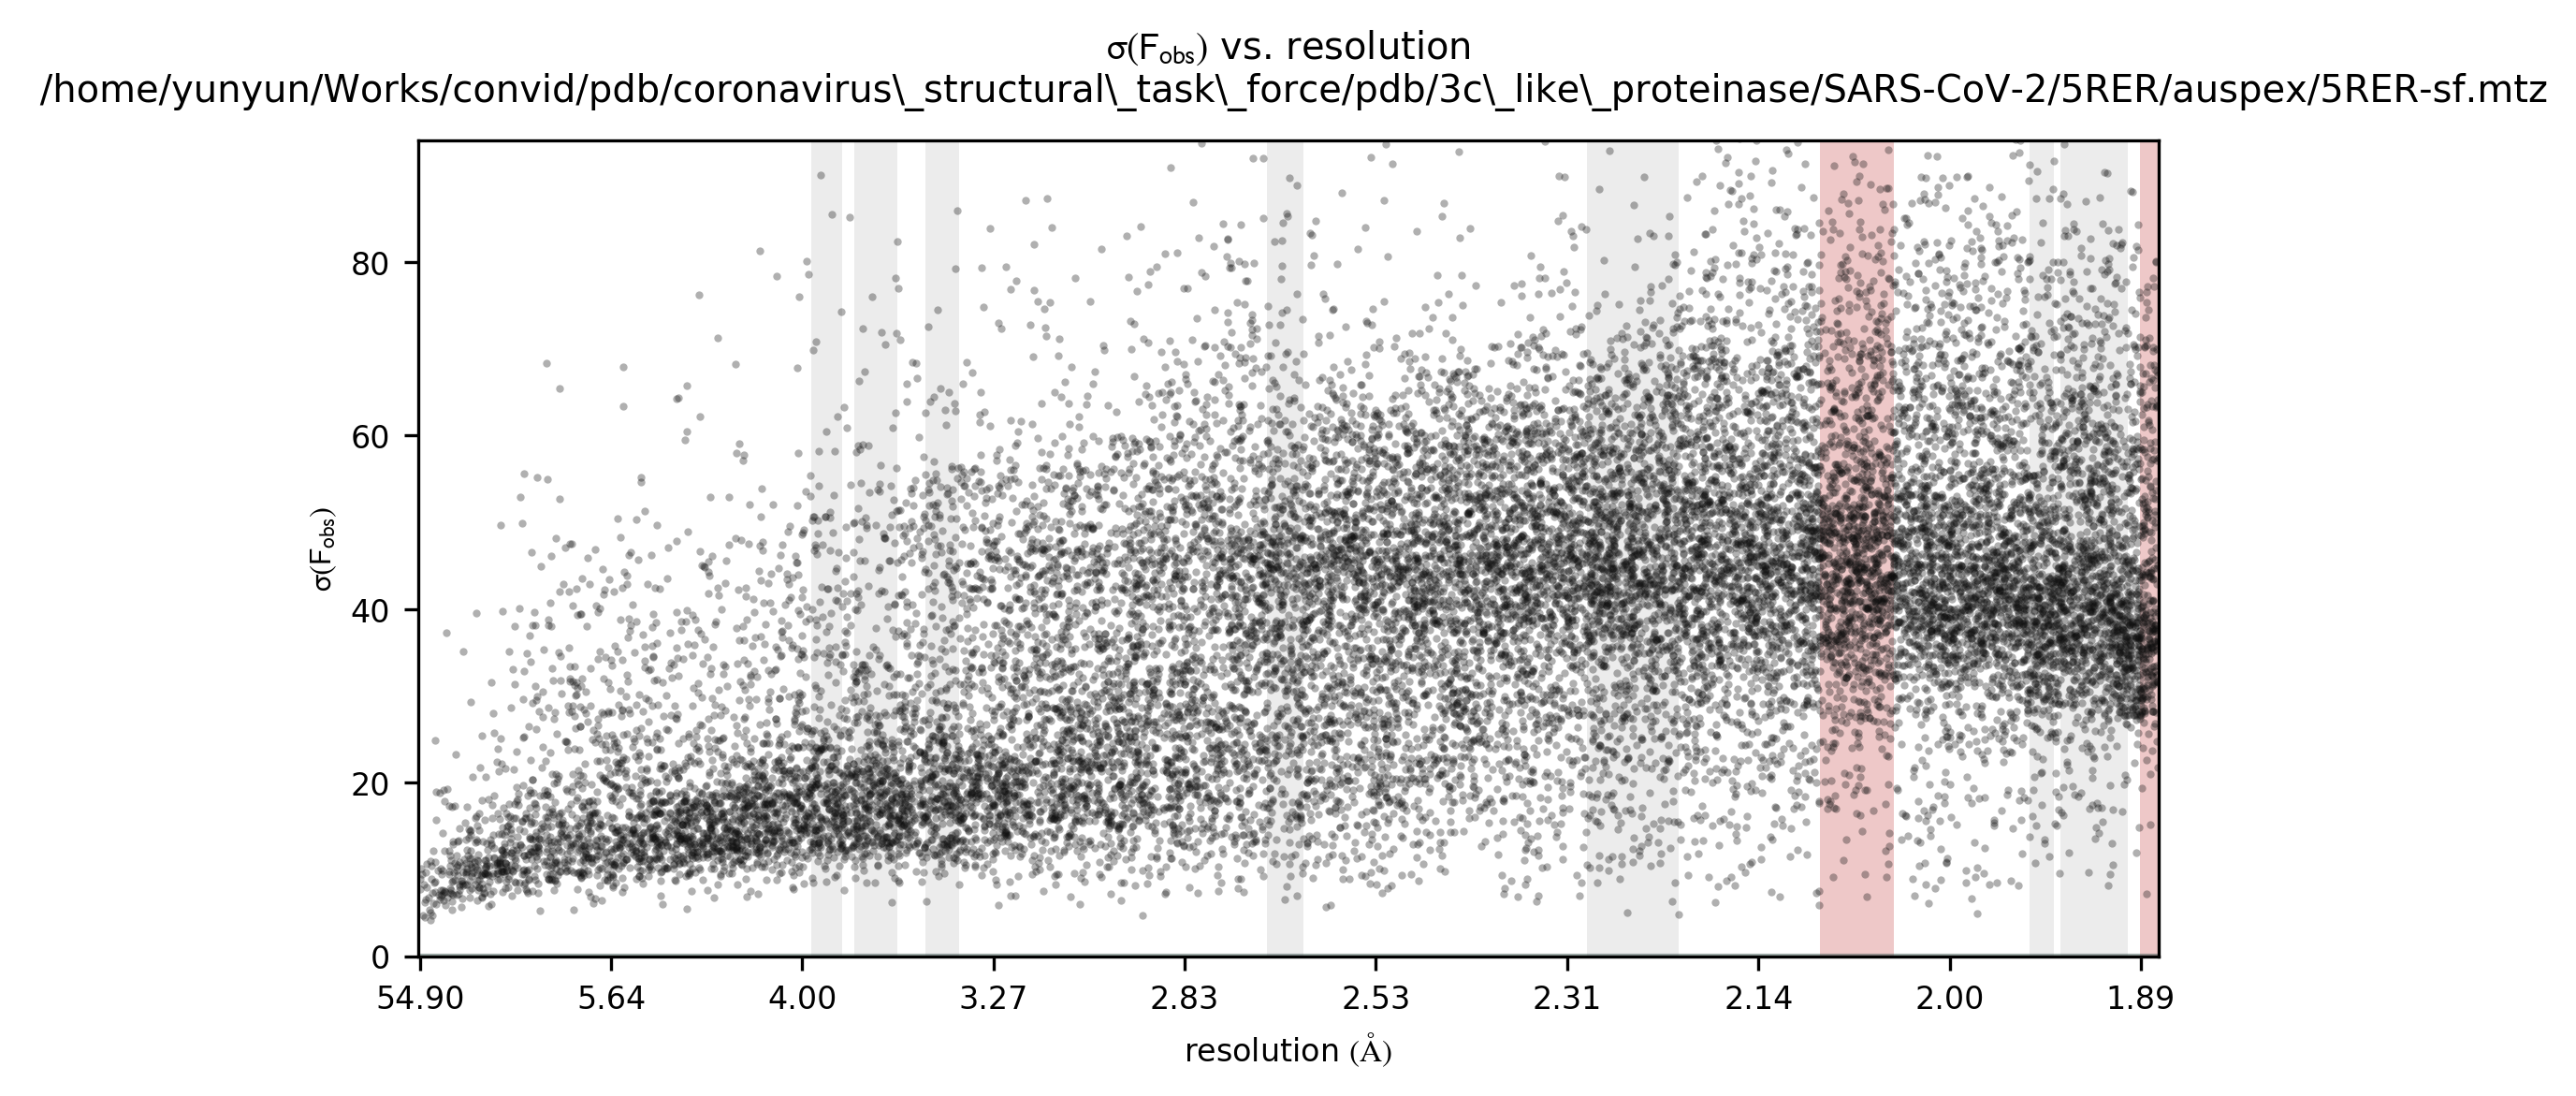 σ(Fobs) vs. resolution
/home/yunyun/Works/convid/pdb/coronavirus\_structural\_task\_force/pdb/3c\_like\_proteinase/SARS-CoV-2/5RER/auspex/5RER-sf.mtz
σ(Fobs)
80
60
40
20
0
54.90 5.64 4.00 3.27 2.83 2.53 2.31 2.14 2.00 1.89
resolution (Å)